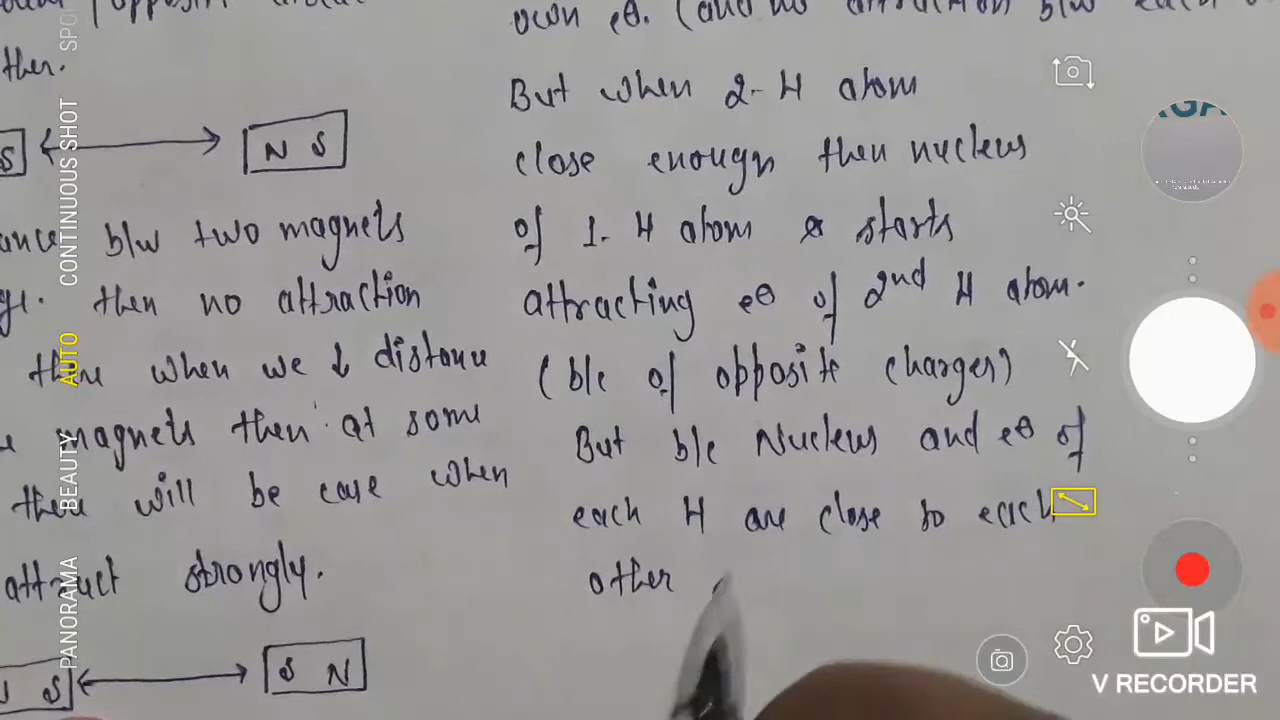 ther.
S
N S
b/w two magnets
then no attraction
there when we ↓ distance
magnets then at some
there will be case when
attract strongly.
S
S N
own e⊖. (and no attraction b/w each
But when 2- H atom
close enough then nucleus
of 1- H atom starts
attracting e⊖ of 2nd H atom.
(b/c of opposite charges)
But b/c Nucleus and e⊖ of
each H are close to each
other
PANORAMA
BEAUTY
AUTO
CONTINUOUS SHOT
V RECORDER